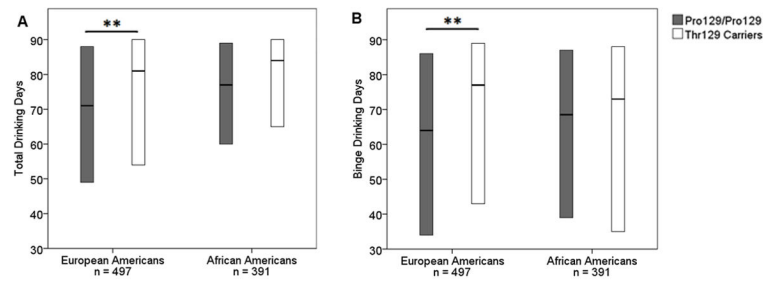 A
**
Total Drinking Days
90
80
70
60
50
40
30
European Americans
n = 497
African Americans
n = 391
B
**
Binge Drinking Days
90
80
70
60
50
40
30
European Americans
n = 497
African Americans
n = 391
Pro129/Pro129
Thr129 Carriers